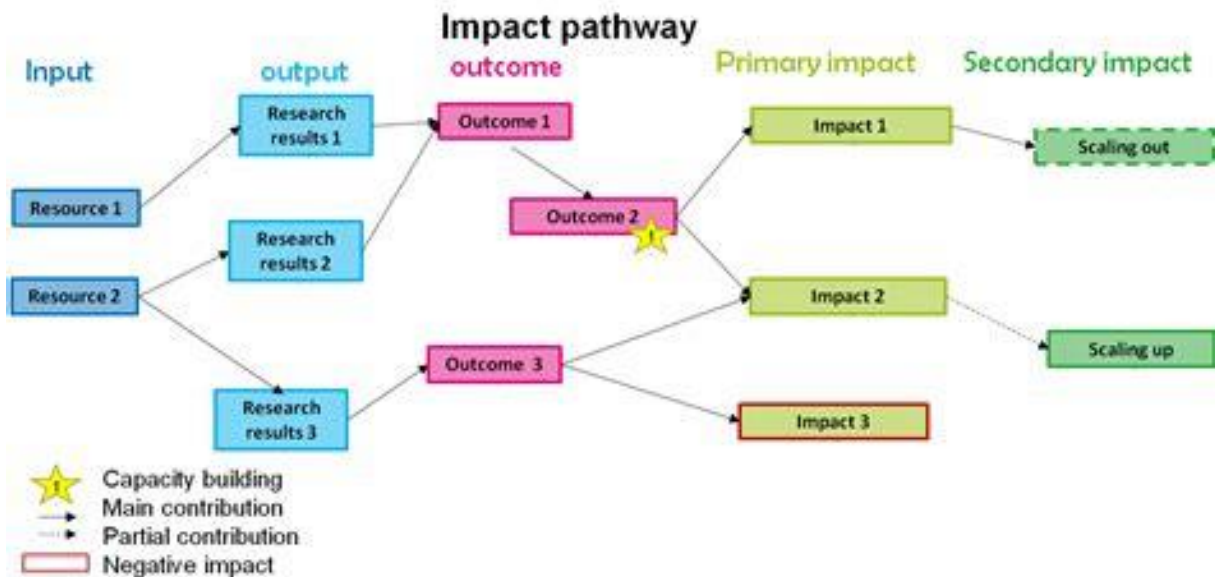 Impact pathway
Input
output
outcome
Primary impact
Secondary impact
Research
results 1
Outcome 1
Impact 1
Scaling out
Resource 1
Outcome 2
1
Research
results 2
Resource 2
Impact 2
Scaling up
Outcome 3
Research
results 3
Impact 3
1
Capacity building
Main contribution
Partial contribution
Negative impact